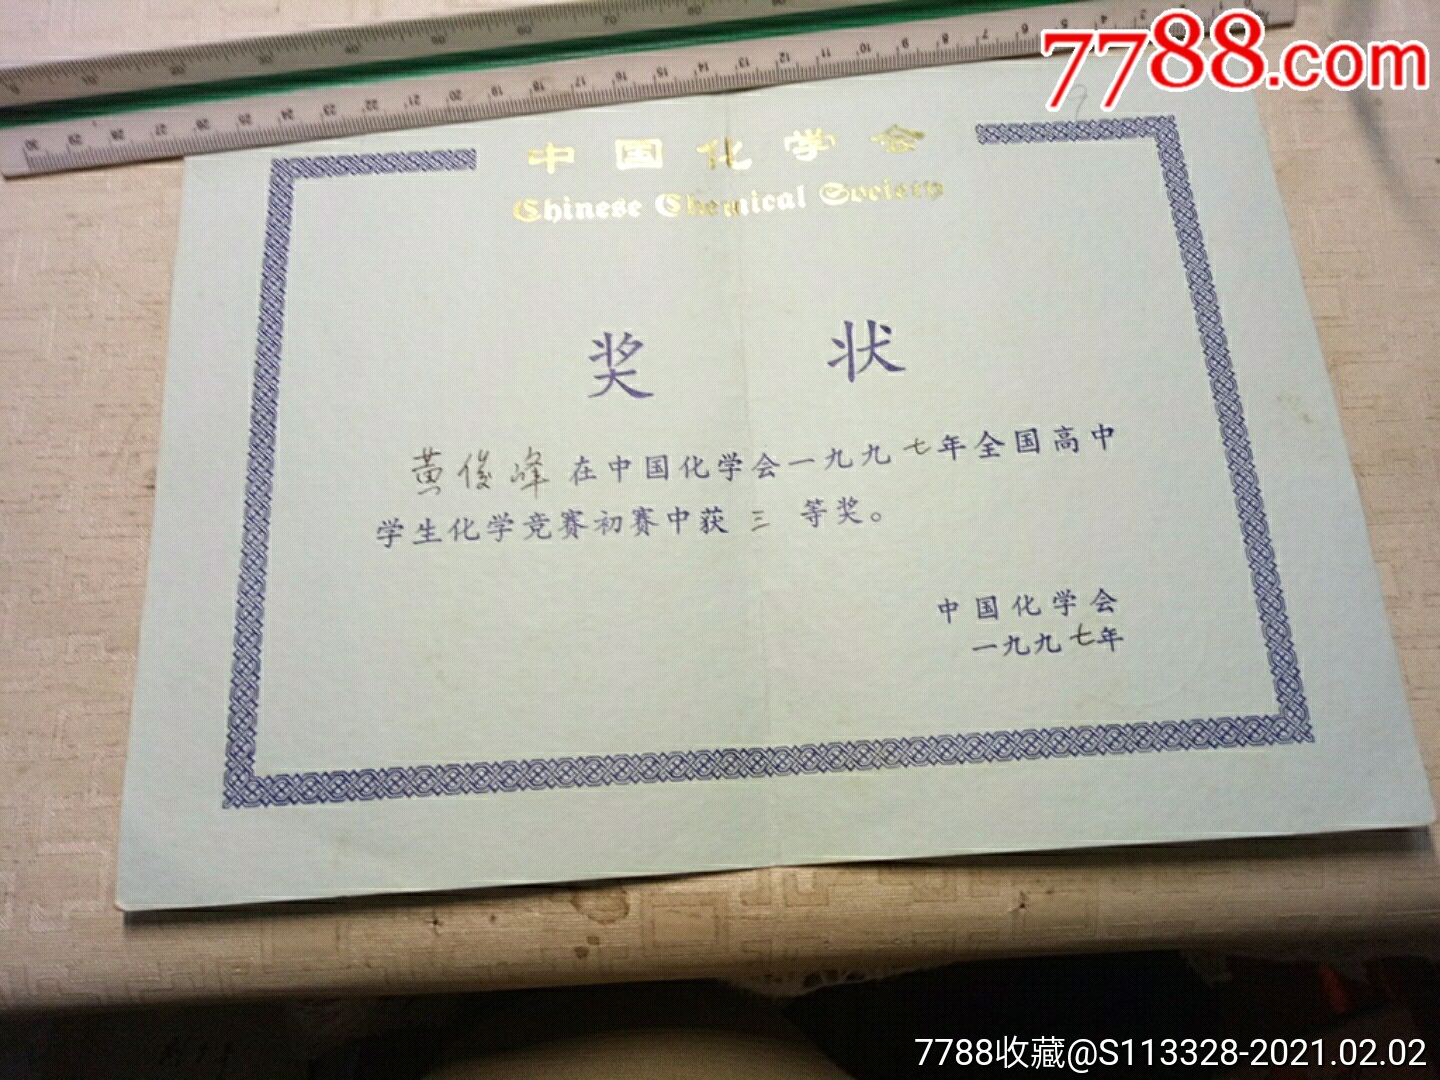 7788.com
中国化学会
Chinese Chemical Society
奖 状
黄俊峰在中国化学会一九九七年全国高中
学生化学竞赛初赛中获 三 等奖。
中国化学会
一九九七年
7788收藏@S113328-2021.02.02